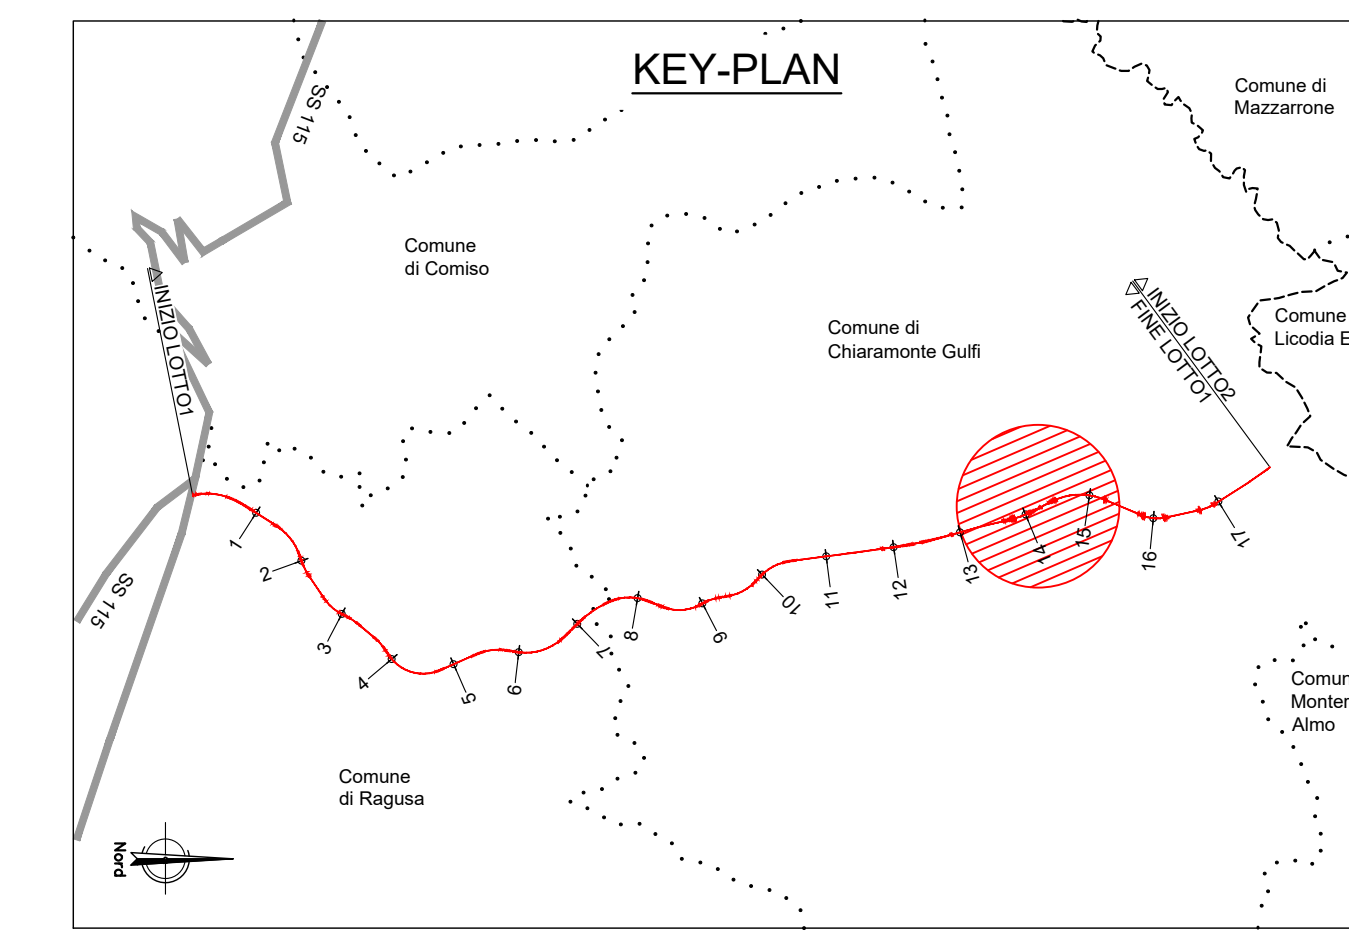 KEY-PLAN
SS 115
Comune di
Mazzarrone
Comune
di Comiso
INIZIO LOTTO1
Comune di
Chiaramonte Gulfi
INIZIO LOTTO2
FINE LOTTO1
Comune
Licodia E
1
2
3
4
5
6
7
8
9
10
11
12
13
14
15
16
17
SS 115
Comun
Monter
Almo
Comune
di Ragusa
Nord